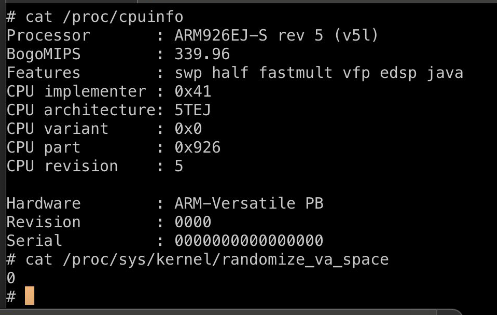 # cat /proc/cpuinfo
Processor       : ARM926EJ-S rev 5 (v5l)
BogoMIPS        : 339.96
Features        : swp half fastmult vfp edsp java
CPU implementer : 0x41
CPU architecture: 5TEJ
CPU variant     : 0x0
CPU part        : 0x926
CPU revision    : 5

Hardware        : ARM-Versatile PB
Revision        : 0000
Serial          : 0000000000000000
# cat /proc/sys/kernel/randomize_va_space
0
#